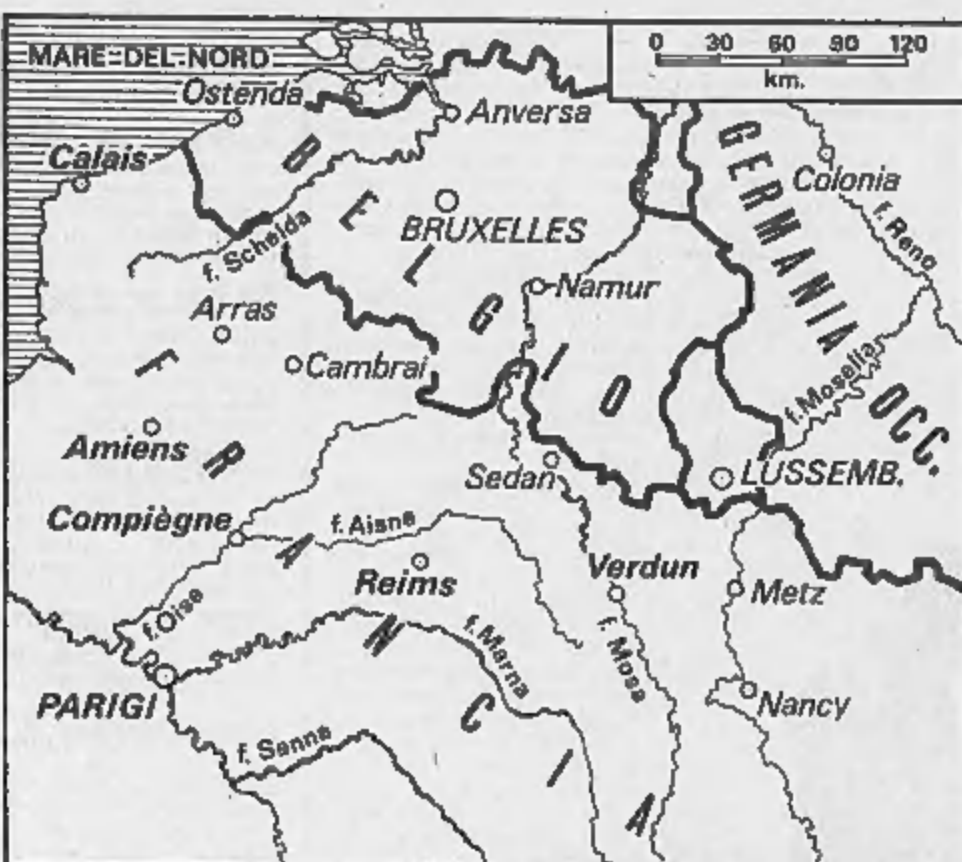 MARE-DEL-NORD
0 30 60 90 120
km.
Ostenda
Anversa
Calais
Colonia
BELGIO
GERMANIA OCC.
BRUXELLES
f. Reno
f. Schelda
Namur
Arras
Cambrai
f. Mosella
Amiens
FRANCIA
Sedan
LUSSEMB.
Compiègne
f. Aisne
Reims
Verdun
Metz
f. Oise
f. Marna
f. Mosa
PARIGI
Nancy
f. Senna